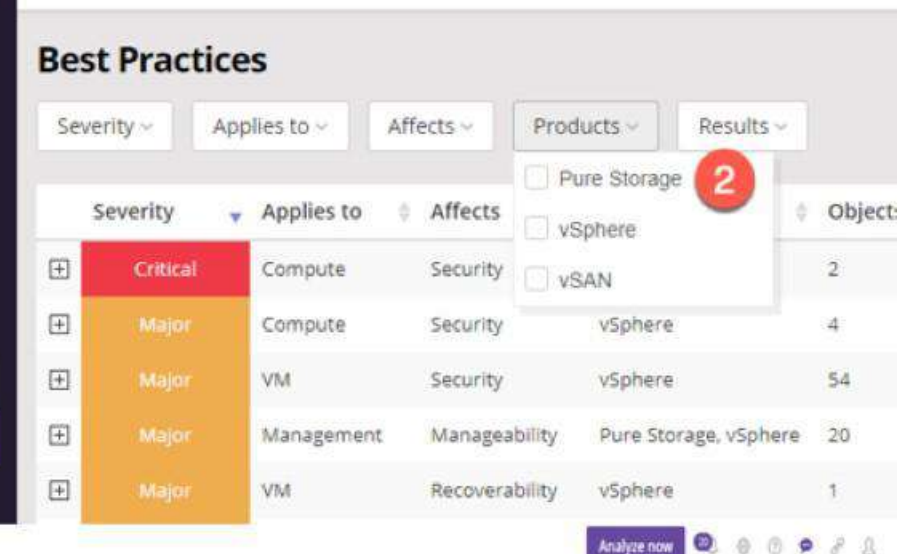 Best Practices
Severity Applies to Affects Products Results
Pure Storage 2
Severity Applies to Affects Objects
vSphere
Critical Compute Security 2
vSAN
Major Compute Security vSphere 4
Major VM Security vSphere 54
Major Management Manageability Pure Storage, vSphere 20
Major VM Recoverability vSphere 1
Analyze now 20